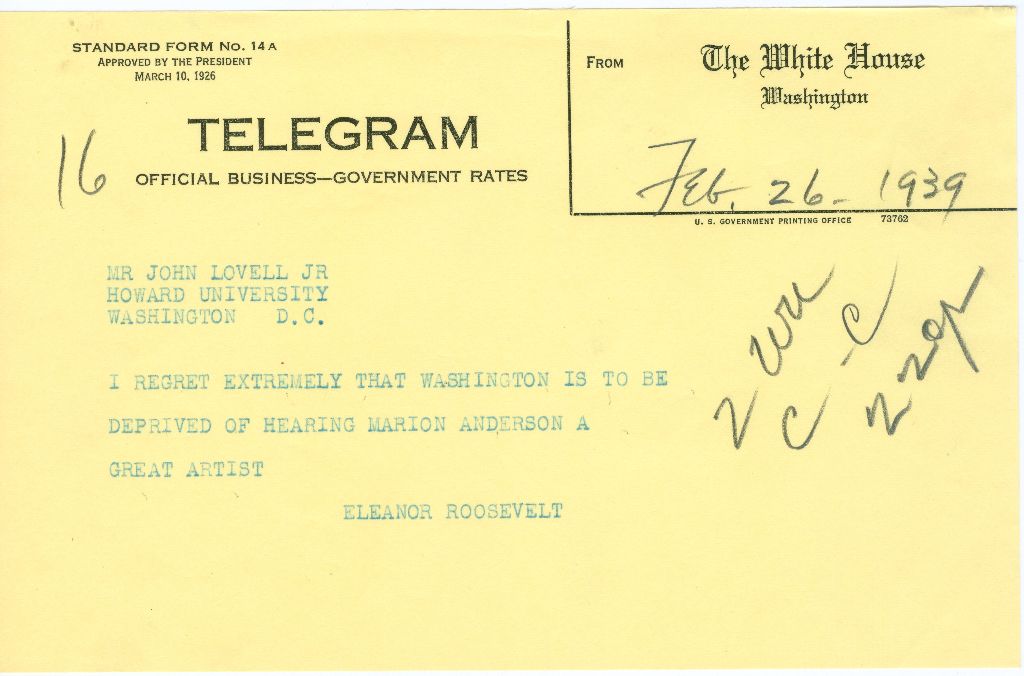 STANDARD FORM No. 14A
APPROVED BY THE PRESIDENT
MARCH 10, 1926
TELEGRAM
OFFICIAL BUSINESS—GOVERNMENT RATES
16
FROM
The White House
Washington
Feb. 26- 1939
U. S. GOVERNMENT PRINTING OFFICE 73762
MR JOHN LOVELL JR
HOWARD UNIVERSITY
WASHINGTON D.C.
I REGRET EXTREMELY THAT WASHINGTON IS TO BE
DEPRIVED OF HEARING MARION ANDERSON A
GREAT ARTIST
ELEANOR ROOSEVELT